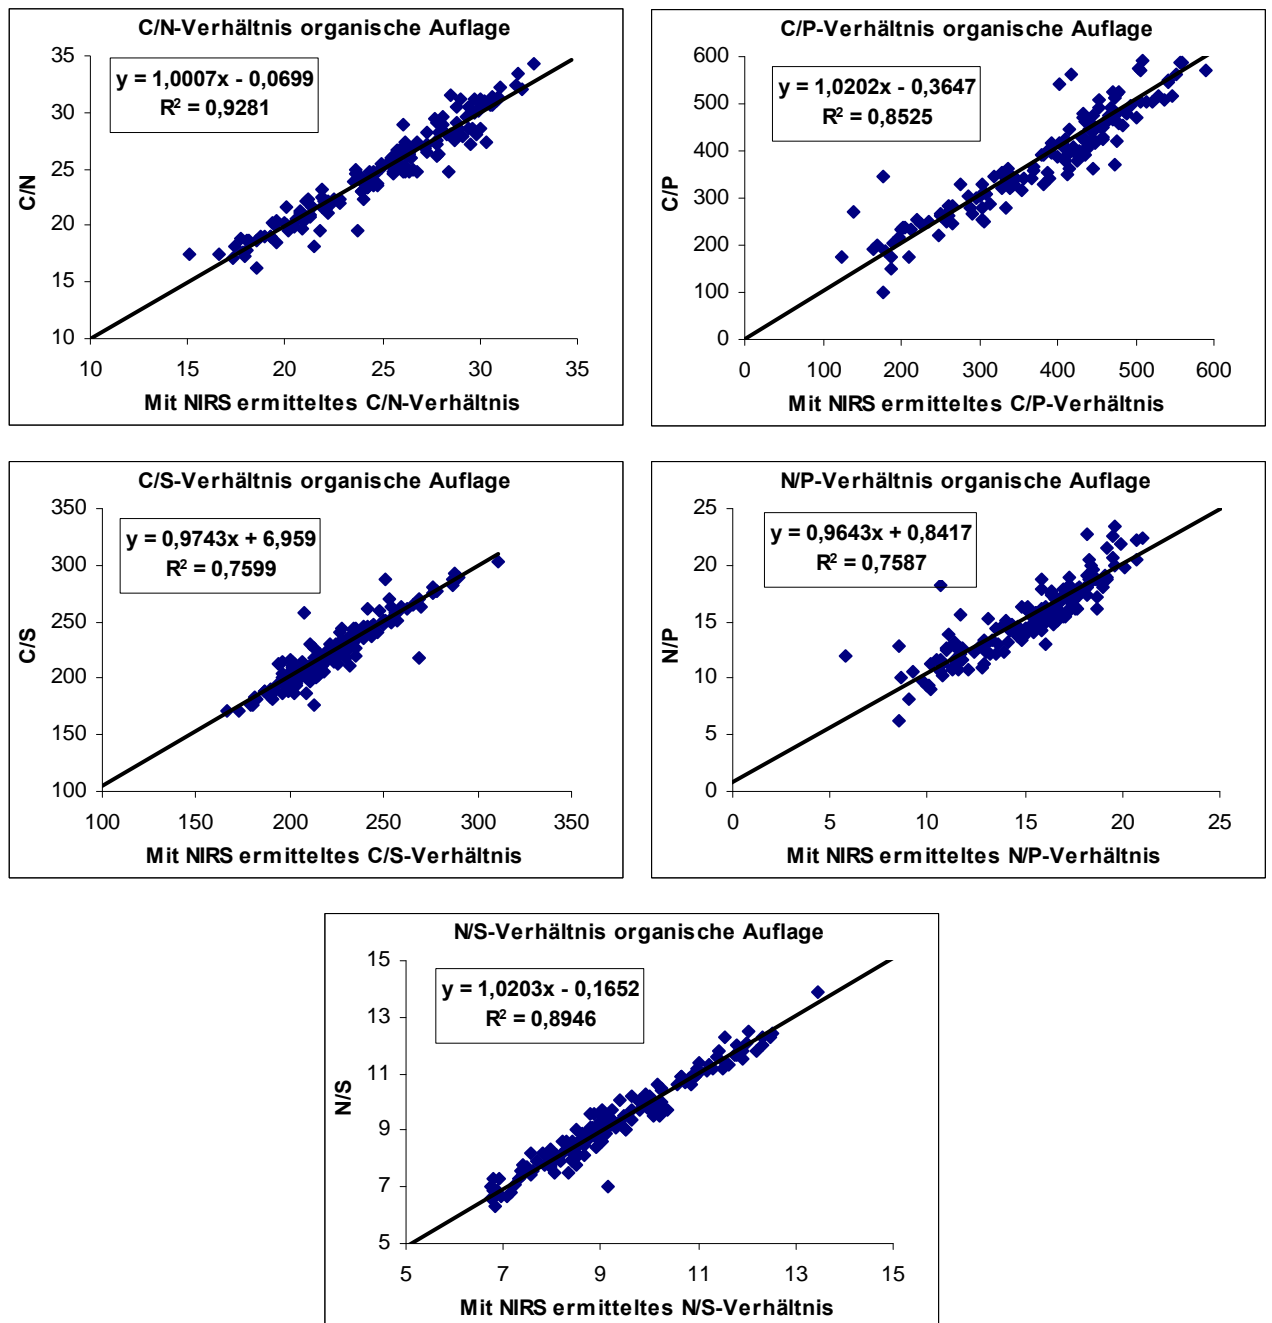 C/N-Verhältnis organische Auflage
y = 1,0007x - 0,0699
R² = 0,9281
35
30
25
20
15
10
C/N
10 15 20 25 30 35
Mit NIRS ermitteltes C/N-Verhältnis
C/P-Verhältnis organische Auflage
y = 1,0202x - 0,3647
R² = 0,8525
600
500
400
300
200
100
0
C/P
0 100 200 300 400 500 600
Mit NIRS ermitteltes C/P-Verhältnis
C/S-Verhältnis organische Auflage
y = 0,9743x + 6,959
R² = 0,7599
350
300
250
200
150
100
C/S
100 150 200 250 300 350
Mit NIRS ermitteltes C/S-Verhältnis
N/P-Verhältnis organische Auflage
y = 0,9643x + 0,8417
R² = 0,7587
25
20
15
10
5
0
N/P
0 5 10 15 20 25
Mit NIRS ermitteltes N/P-Verhältnis
N/S-Verhältnis organische Auflage
y = 1,0203x - 0,1652
R² = 0,8946
15
13
11
9
7
5
N/S
5 7 9 11 13 15
Mit NIRS ermitteltes N/S-Verhältnis